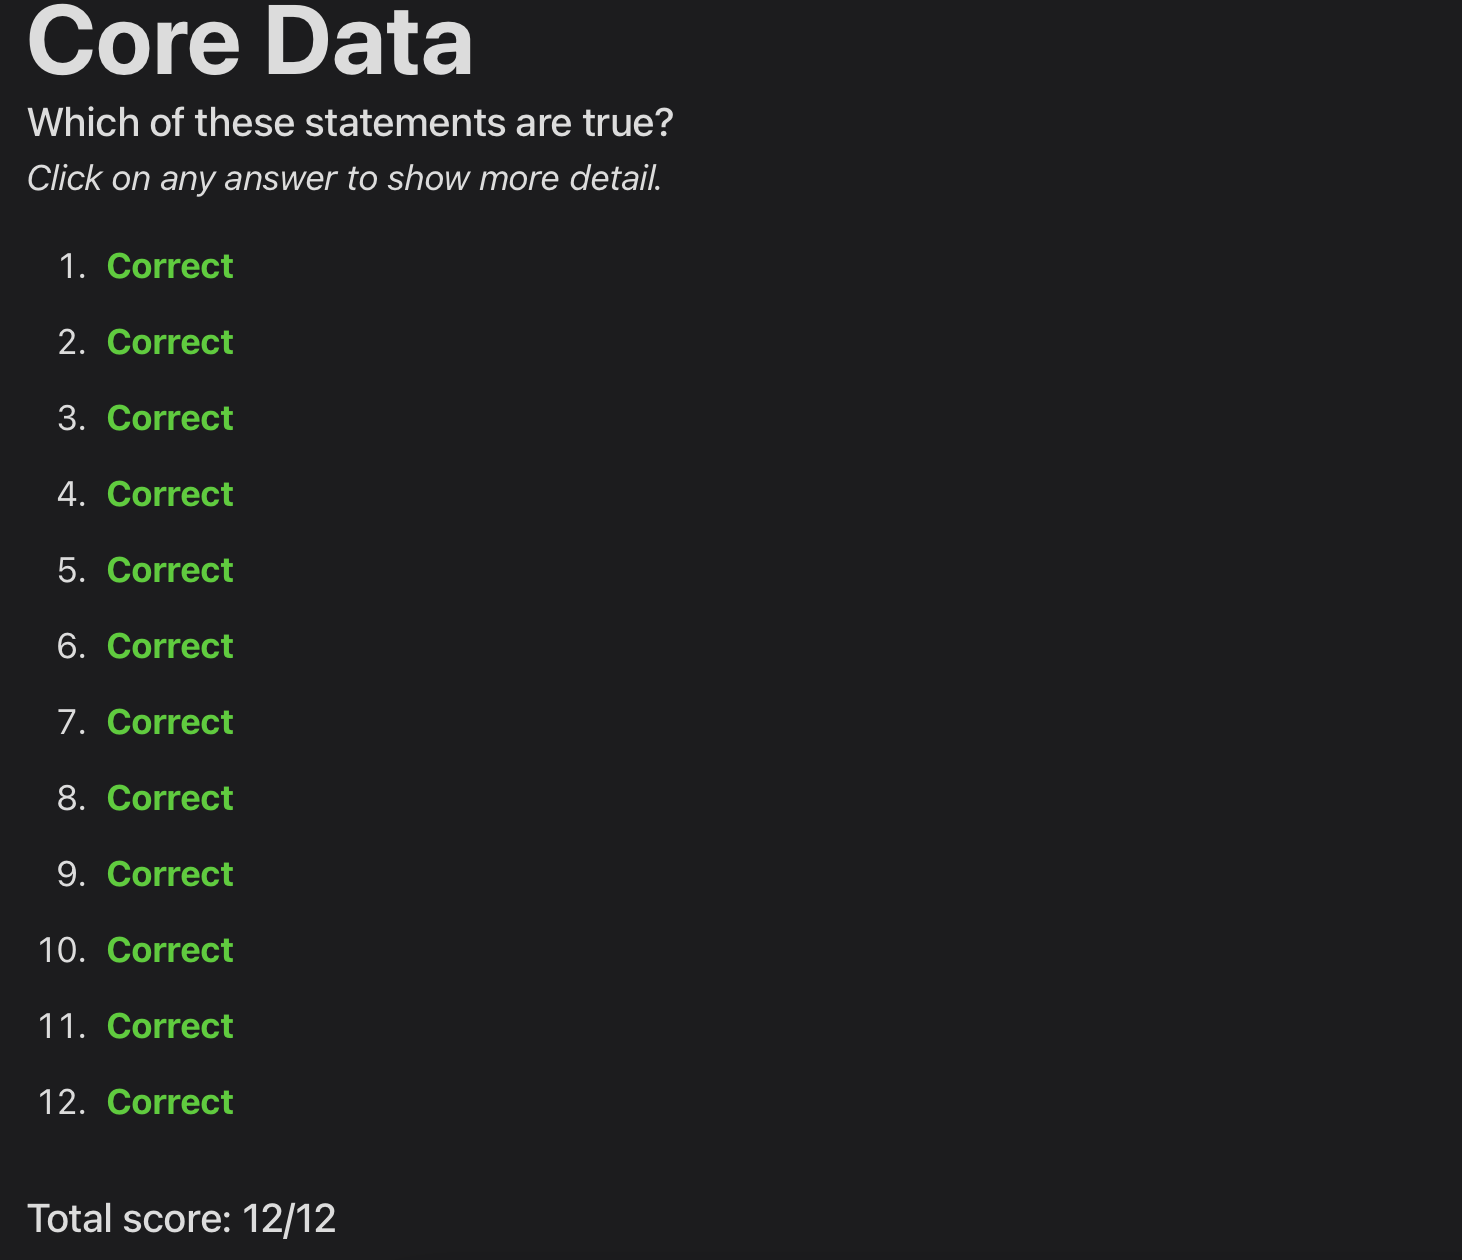 Core Data
Which of these statements are true?
Click on any answer to show more detail.
1. Correct
2. Correct
3. Correct
4. Correct
5. Correct
6. Correct
7. Correct
8. Correct
9. Correct
10. Correct
11. Correct
12. Correct
Total score: 12/12